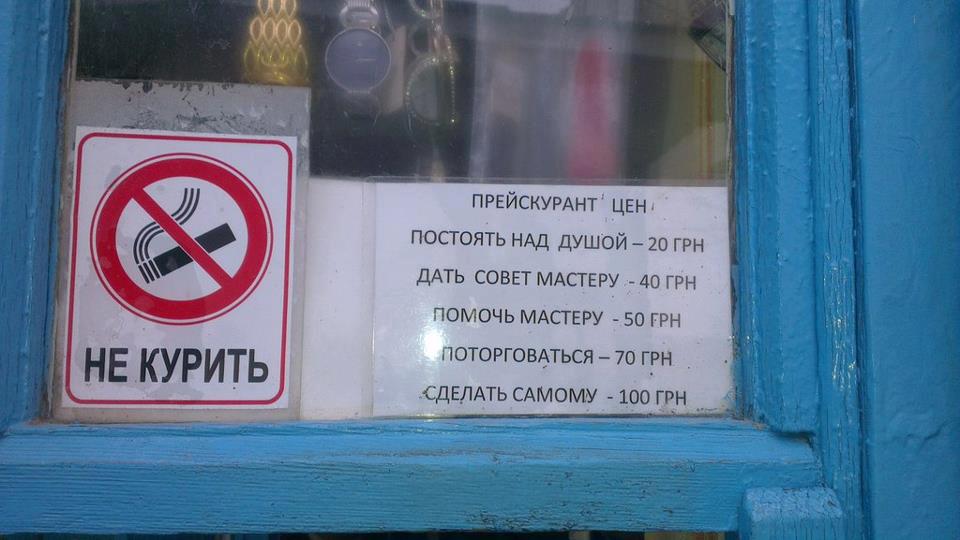 НЕ КУРИТЬ
ПРЕЙСКУРАНТ ЦЕН
ПОСТОЯТЬ НАД ДУШОЙ – 20 ГРН
ДАТЬ СОВЕТ МАСТЕРУ - 40 ГРН
ПОМОЧЬ МАСТЕРУ - 50 ГРН
ПОТОРГОВАТЬСЯ – 70 ГРН
СДЕЛАТЬ САМОМУ - 100 ГРН